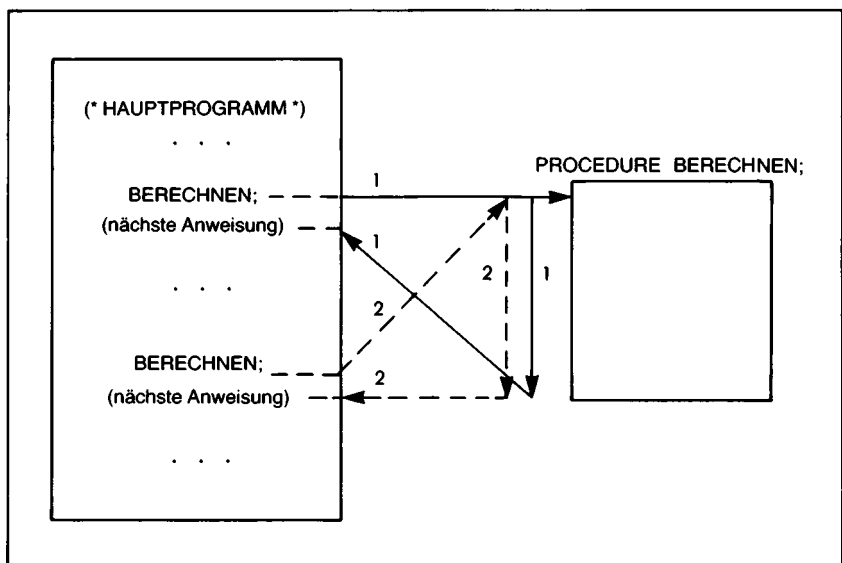 (* HAUPTPROGRAMM *)
. . .
PROCEDURE BERECHNEN;
1
BERECHNEN;
(nächste Anweisung)
1
2
1
. . .
2
BERECHNEN;
2
(nächste Anweisung)
. . .